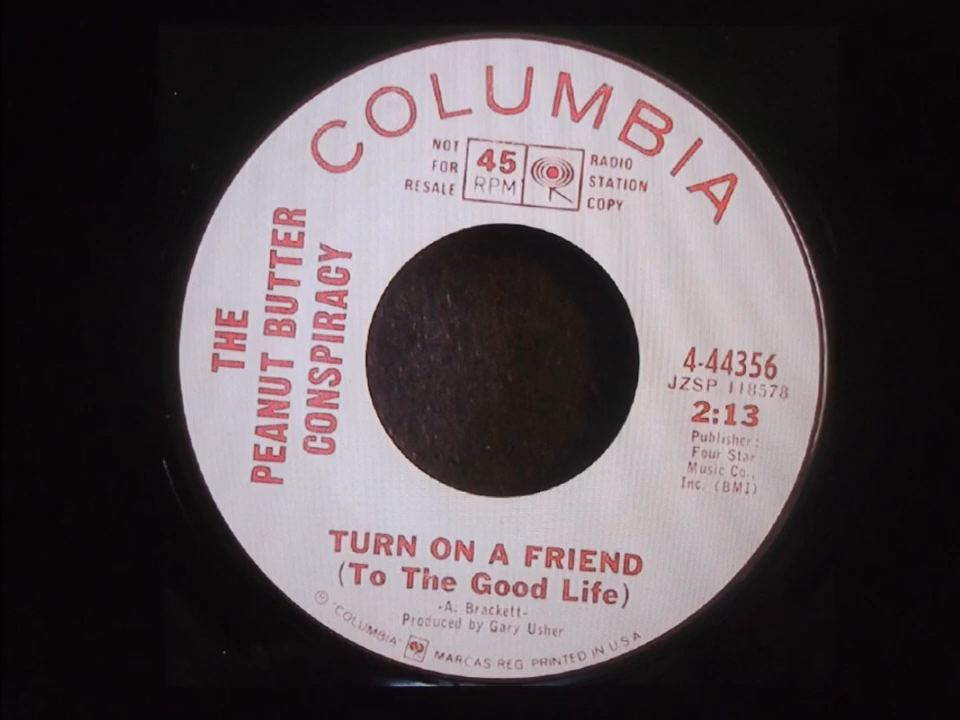 COLUMBIA
NOT
FOR
RESALE
45
RPM
RADIO
STATION
COPY
THE
PEANUT BUTTER
CONSPIRACY
4-44356
JZSP 118578
2:13
Publisher:
Four Star
Music Co.,
Inc. (BMI)
TURN ON A FRIEND
(To The Good Life)
-A. Brackett-
Produced by Gary Usher
℗ "COLUMBIA" MARCAS REG. PRINTED IN U.S.A.